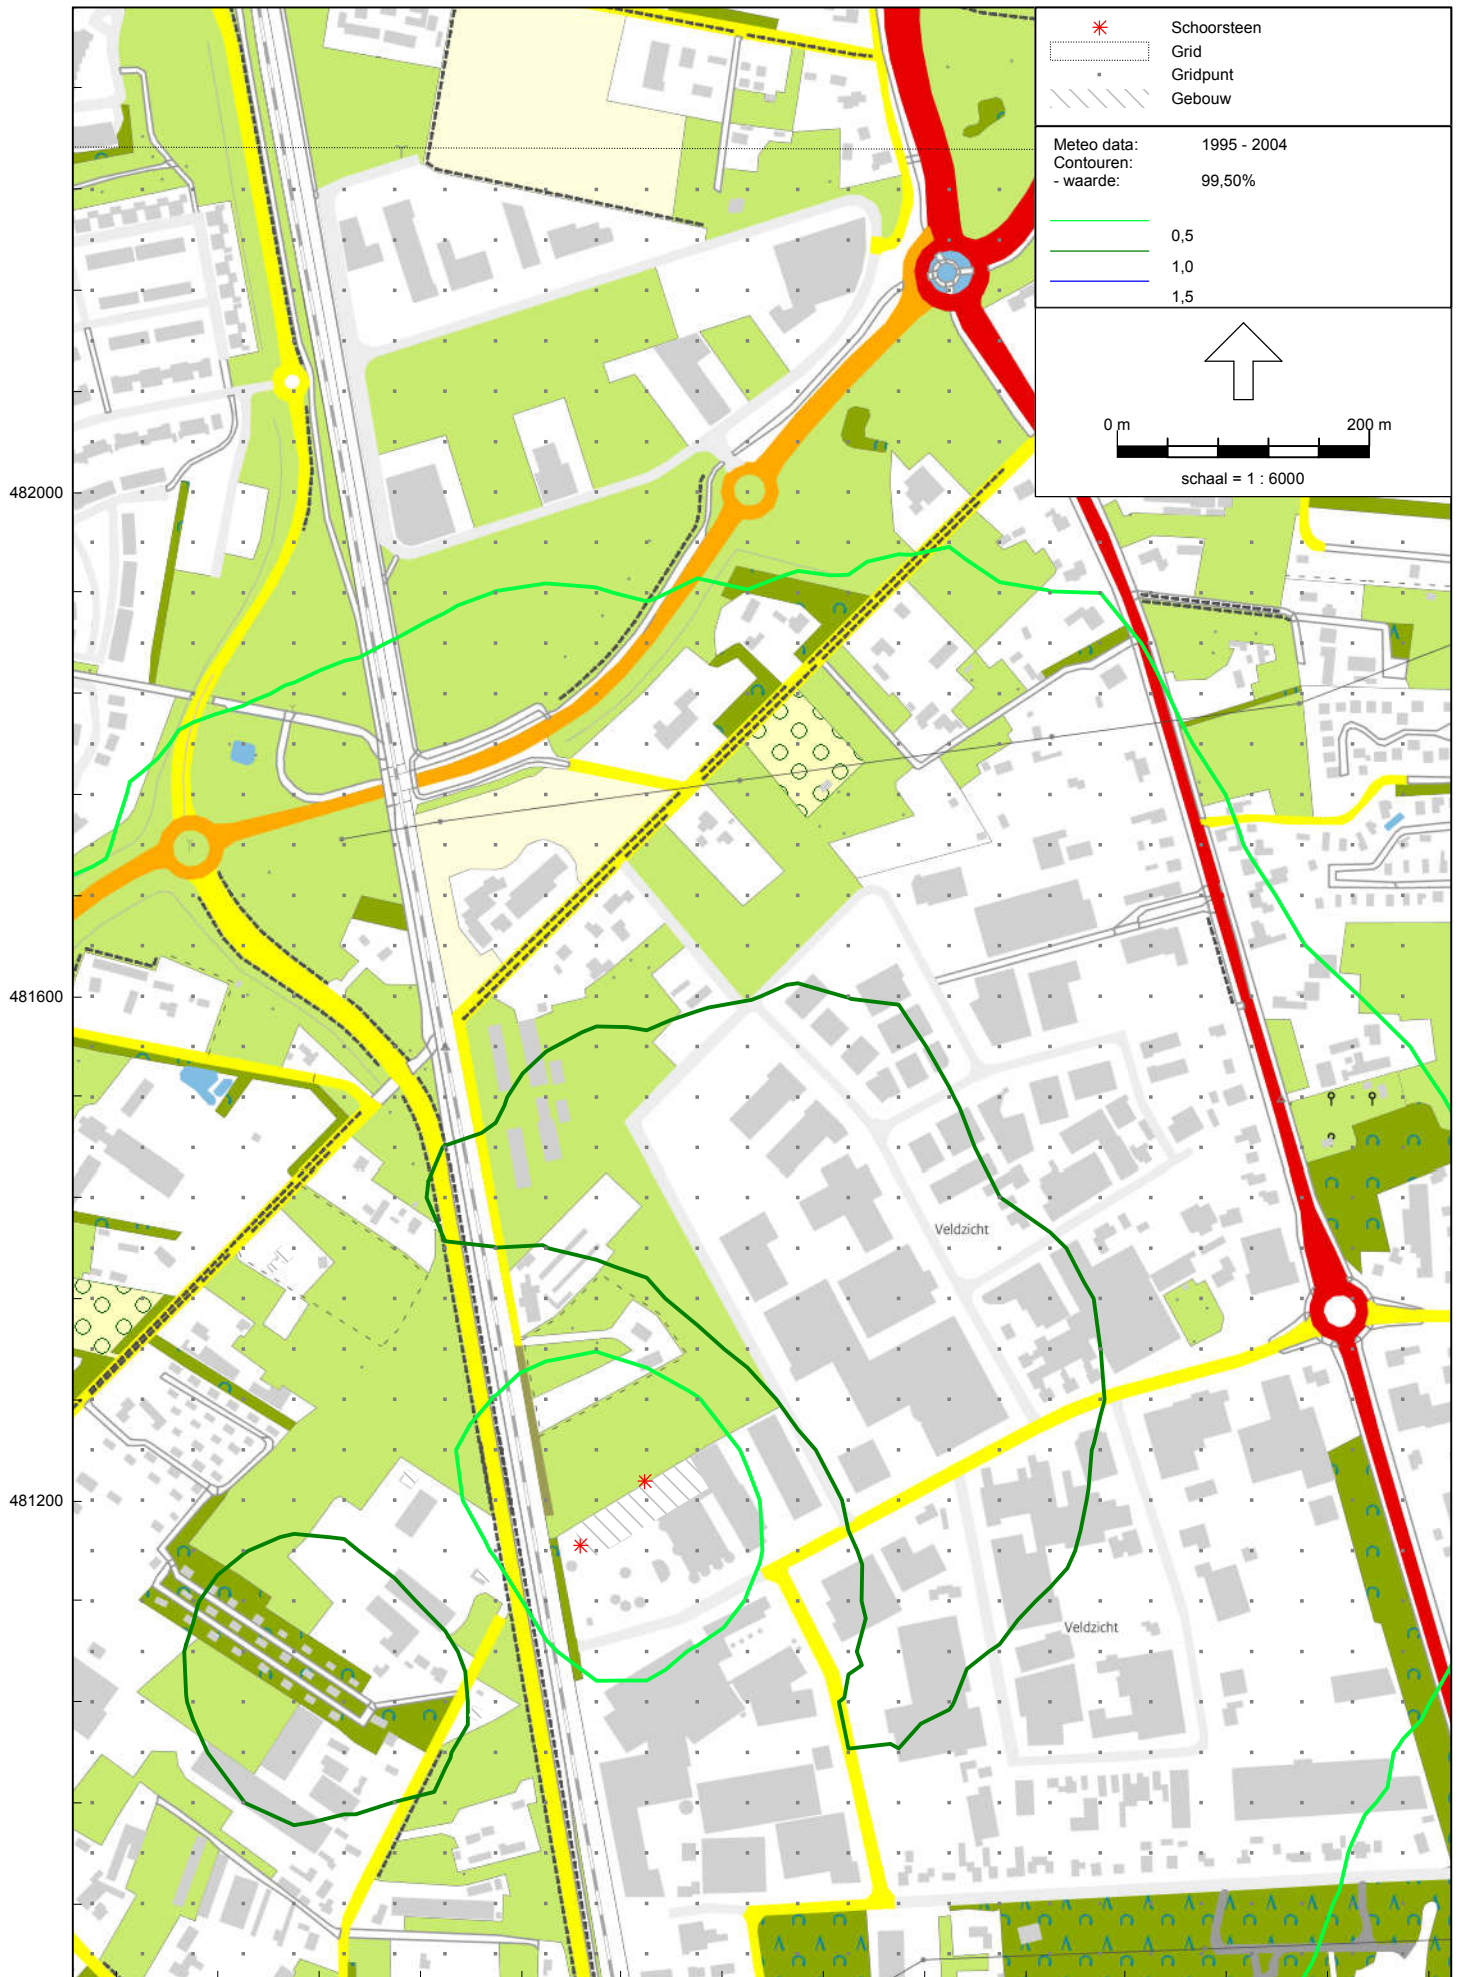 Schoorsteen
Grid
Gridpunt
Gebouw
Meteo data: 1995 - 2004
Contouren:
- waarde: 99,50%
0,5
1,0
1,5
0 m 200 m
schaal = 1 : 6000
482000
481600
Veldzicht
481200
Veldzicht